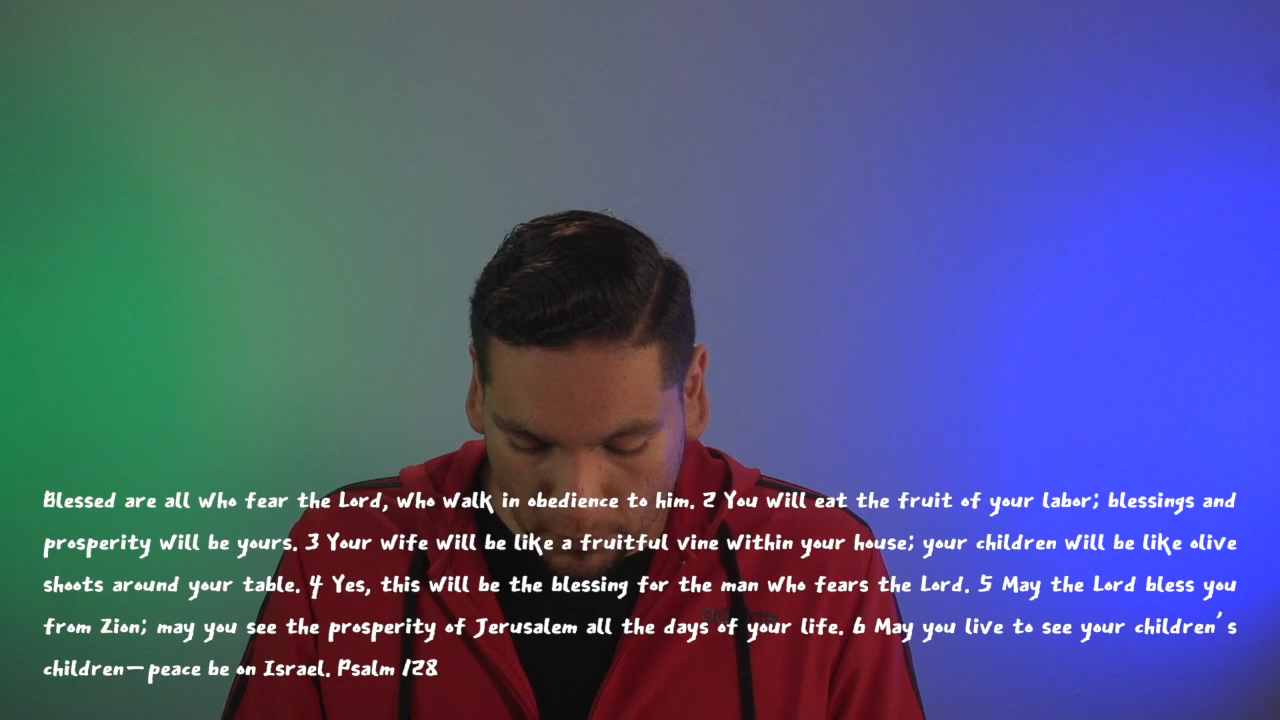 Blessed are all who fear the Lord, who walk in obedience to him. 2 You will eat the fruit of your labor; blessings and
prosperity will be yours. 3 Your wife will be like a fruitful vine within your house; your children will be like olive
shoots around your table. 4 Yes, this will be the blessing for the man who fears the Lord. 5 May the Lord bless you
from Zion; may you see the prosperity of Jerusalem all the days of your life. 6 May you live to see your children's
children—peace be on Israel. Psalm 128